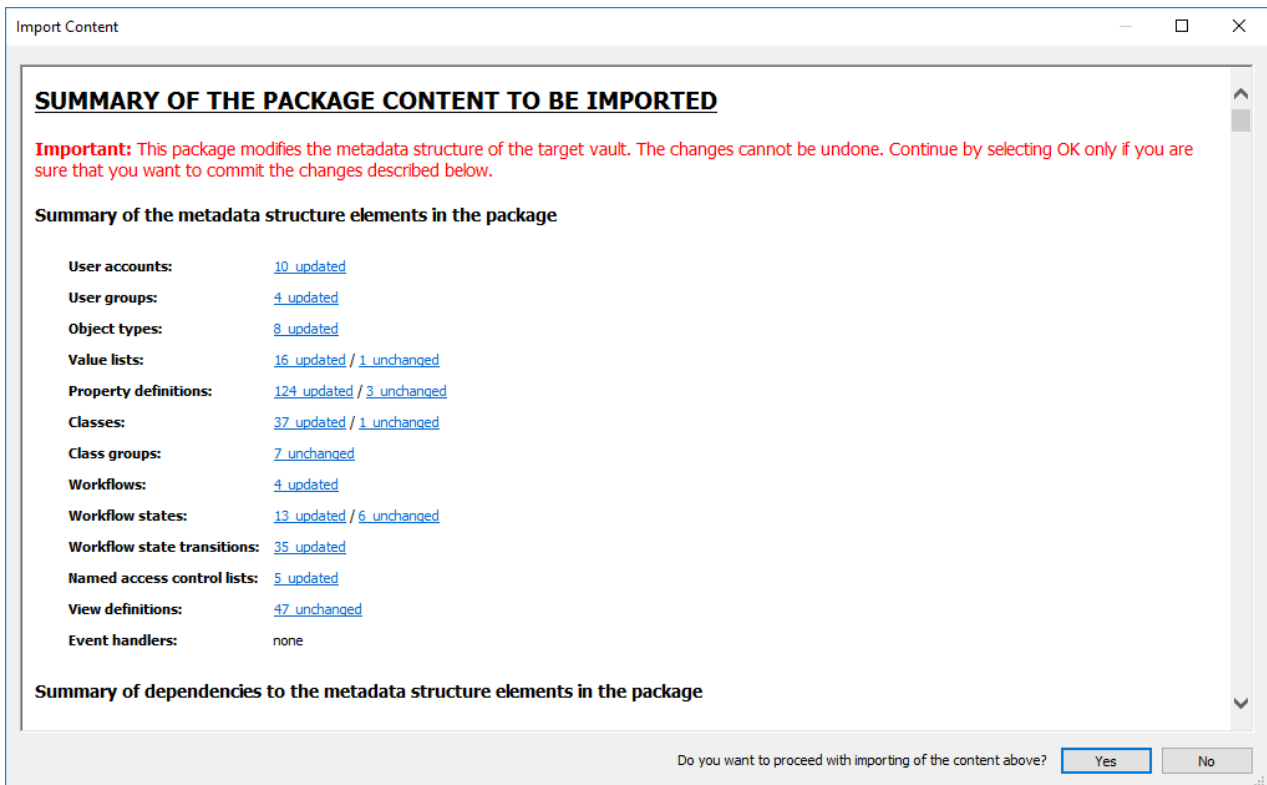 Import Content
SUMMARY OF THE PACKAGE CONTENT TO BE IMPORTED
Important: This package modifies the metadata structure of the target vault. The changes cannot be undone. Continue by selecting OK only if you are
sure that you want to commit the changes described below.
Summary of the metadata structure elements in the package
User accounts: 10 updated
User groups: 4 updated
Object types: 8 updated
Value lists: 16 updated / 1 unchanged
Property definitions: 124 updated / 3 unchanged
Classes: 37 updated / 1 unchanged
Class groups: 7 unchanged
Workflows: 4 updated
Workflow states: 13 updated / 6 unchanged
Workflow state transitions: 35 updated
Named access control lists: 5 updated
View definitions: 47 unchanged
Event handlers: none
Summary of dependencies to the metadata structure elements in the package
Do you want to proceed with importing of the content above? Yes No